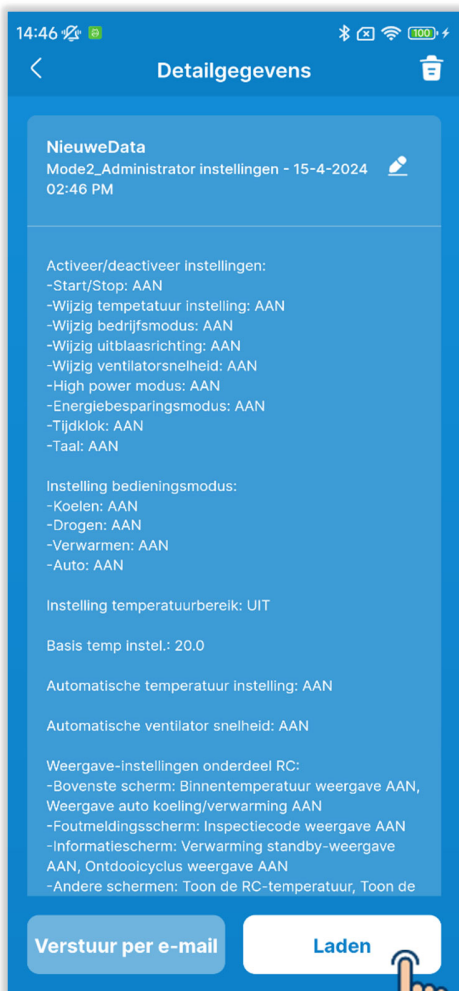 14:46
100
Detailgegevens
NieuweData
Mode2_Administrator instellingen - 15-4-2024
02:46 PM
Activeer/deactiveer instellingen:
-Start/Stop: AAN
-Wijzig tempetatuur instelling: AAN
-Wijzig bedrijfsmodus: AAN
-Wijzig uitblaasrichting: AAN
-Wijzig ventilatorsnelheid: AAN
-High power modus: AAN
-Energiebesparingsmodus: AAN
-Tijdklok: AAN
-Taal: AAN
Instelling bedieningsmodus:
-Koelen: AAN
-Drogen: AAN
-Verwarmen: AAN
-Auto: AAN
Instelling temperatuurbereik: UIT
Basis temp instel.: 20.0
Automatische temperatuur instelling: AAN
Automatische ventilator snelheid: AAN
Weergave-instellingen onderdeel RC:
-Bovenste scherm: Binnentemperatuur weergave AAN,
Weergave auto koeling/verwarming AAN
-Foutmeldingsscherm: Inspectiecode weergave AAN
-Informatiescherm: Verwarming standby-weergave
AAN, Ontdooicyclus weergave AAN
-Andere schermen: Toon de RC-temperatuur, Toon de
Verstuur per e-mail
Laden